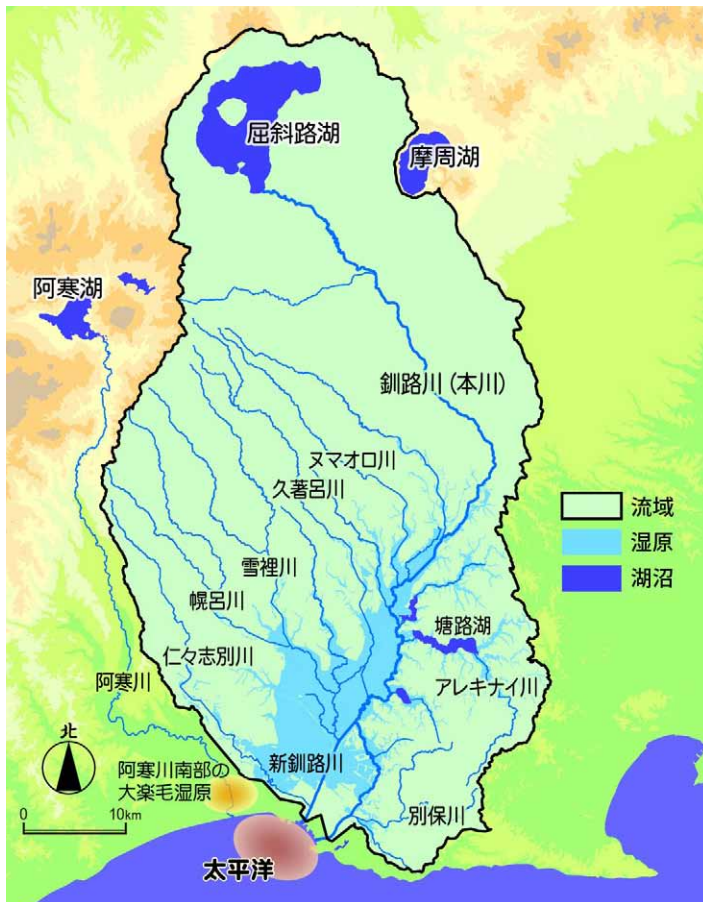 屈斜路湖
摩周湖
阿寒湖
釧路川(本川)
ヌマオロ川
久著呂川
流域
湿原
湖沼
雪裡川
幌呂川
塘路湖
仁々志別川
阿寒川
アレキナイ川
北
新釧路川
阿寒川南部の
大楽毛湿原
0 10km
別保川
太平洋